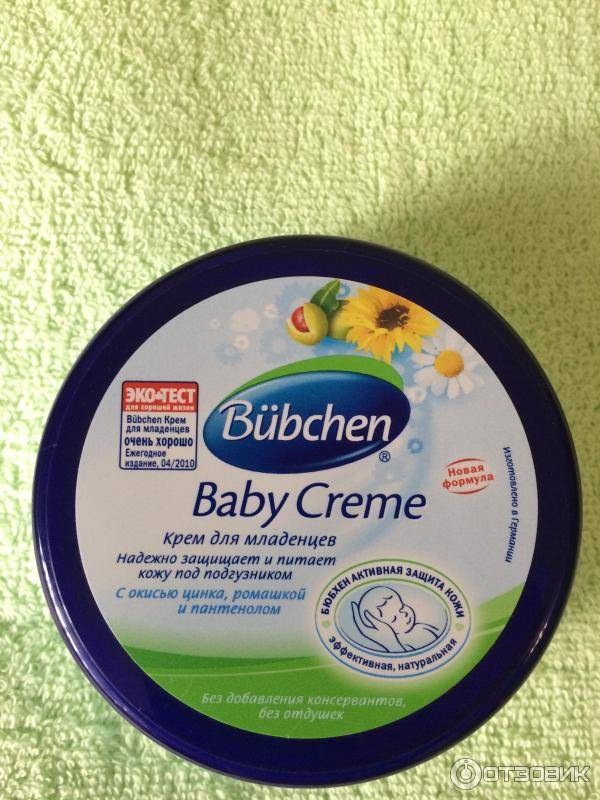 ЭКО-ТЕСТ
для хорошей жизни
Bübchen Крем
для младенцев
очень хорошо
Ежегодное
издание, 04/2010
Bübchen
®
Baby Creme
Новая
формула
Изготовлено в Германии
Крем для младенцев
Надежно защищает и питает
кожу под подгузником
С окисью цинка, ромашкой
и пантенолом
БЮБХЕН АКТИВНАЯ ЗАЩИТА КОЖИ
эффективная, натуральная
Без добавления консервантов,
без отдушек
ОТЗОВИК